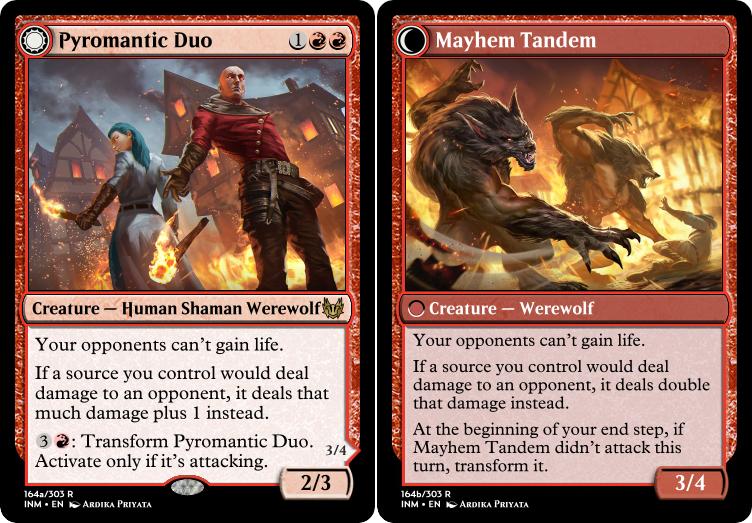 Pyromantic Duo 1
Creature — Human Shaman Werewolf
Your opponents can't gain life.
If a source you control would deal
damage to an opponent, it deals that
much damage plus 1 instead.
3: Transform Pyromantic Duo.
Activate only if it's attacking.
3/4
2/3
164a/303 R
INM • EN Ardika Priyata
Mayhem Tandem
Creature — Werewolf
Your opponents can't gain life.
If a source you control would deal
damage to an opponent, it deals double
that damage instead.
At the beginning of your end step, if
Mayhem Tandem didn't attack this
turn, transform it.
3/4
164b/303 R
INM • EN Ardika Priyata